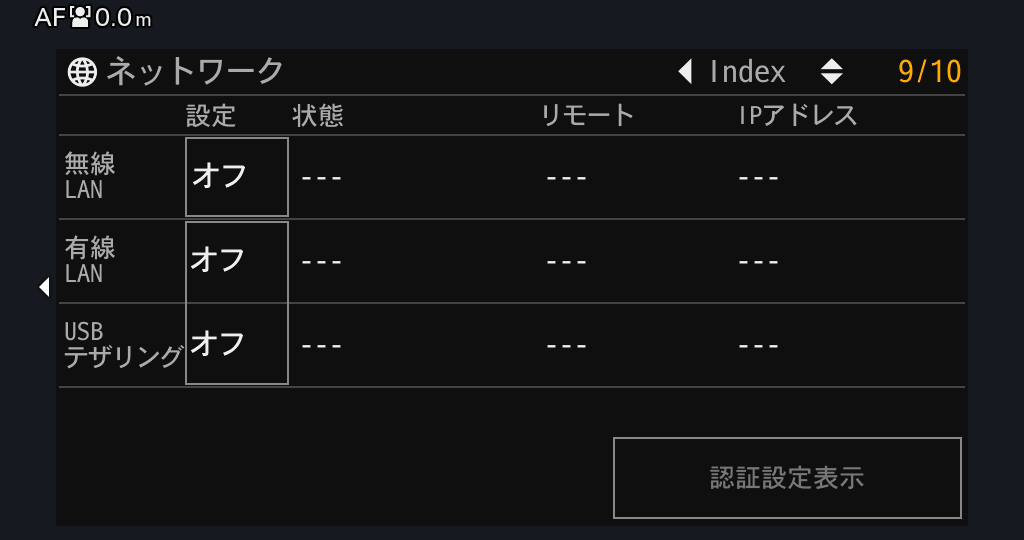 AF 0.0m
ネットワーク Index 9/10
設定 状態 リモート IPアドレス
無線
LAN オフ --- --- ---
有線
LAN オフ --- --- ---
USB
テザリング オフ --- --- ---
認証設定表示